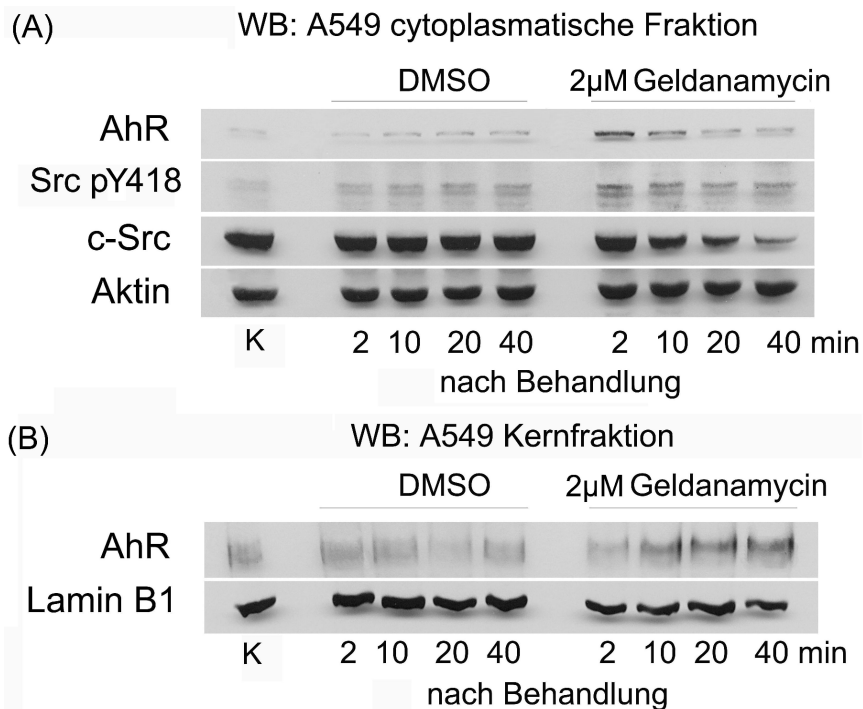 (A) WB: A549 cytoplasmatische Fraktion
DMSO 2µM Geldanamycin
AhR
Src pY418
c-Src
Aktin
K 2 10 20 40 2 10 20 40 min
nach Behandlung
(B) WB: A549 Kernfraktion
DMSO 2µM Geldanamycin
AhR
Lamin B1
K 2 10 20 40 2 10 20 40 min
nach Behandlung